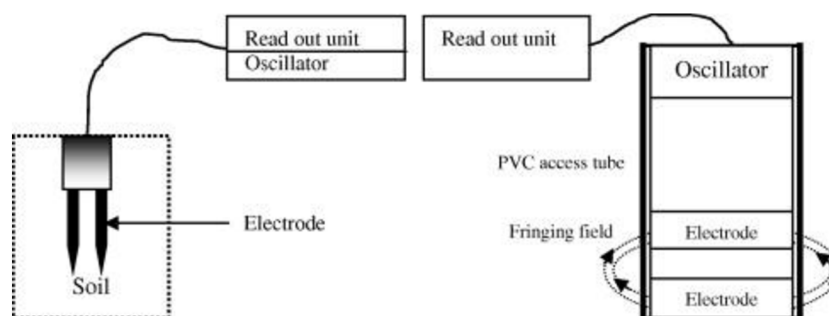 Read out unit
Oscillator
Electrode
Soil
Read out unit
Oscillator
PVC access tube
Fringing field
Electrode
Electrode